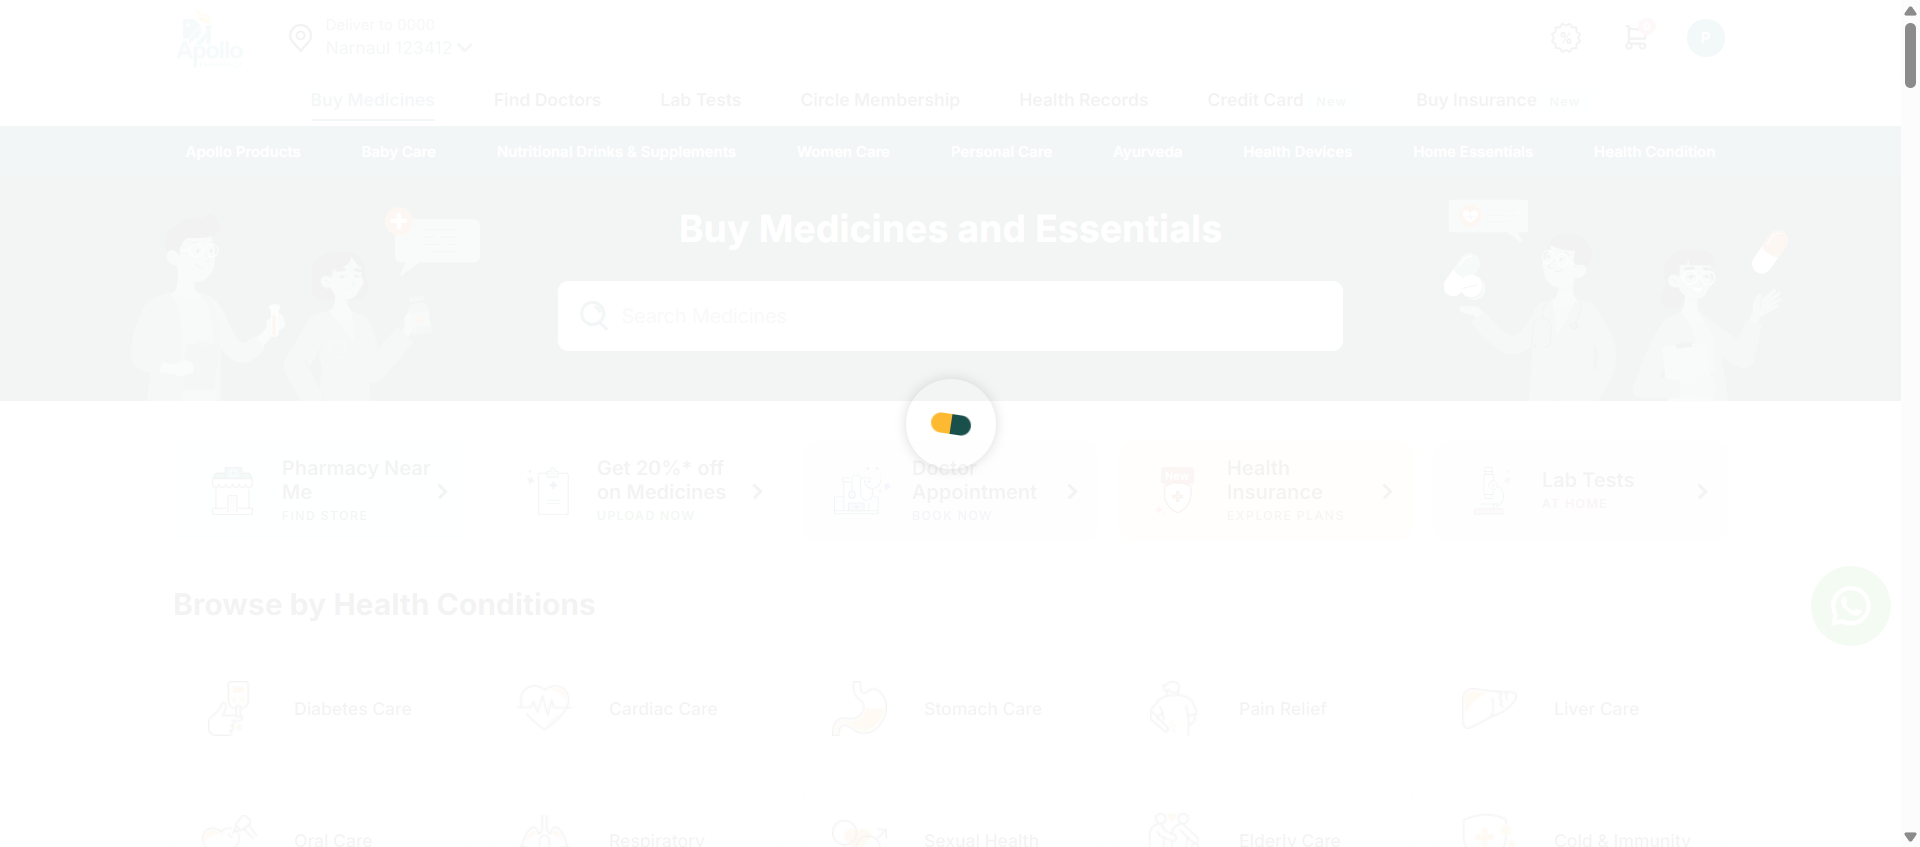 Apollo
Deliver to 0000
Narnaul 123412
P
Buy Medicines
Find Doctors
Lab Tests
Circle Membership
Health Records
Credit Card New
Buy Insurance New
Apollo Products
Baby Care
Nutritional Drinks & Supplements
Women Care
Personal Care
Ayurveda
Health Devices
Home Essentials
Health Condition
Buy Medicines and Essentials
Search Medicines
Pharmacy Near
Me
FIND STORE
Get 20%* off
on Medicines
UPLOAD NOW
Doctor
Appointment
BOOK NOW
New
Health
Insurance
EXPLORE PLANS
Lab Tests
AT HOME
Browse by Health Conditions
Diabetes Care
Cardiac Care
Stomach Care
Pain Relief
Liver Care
Oral Care
Respiratory
Sexual Health
Elderly Care
Cold & Immunity